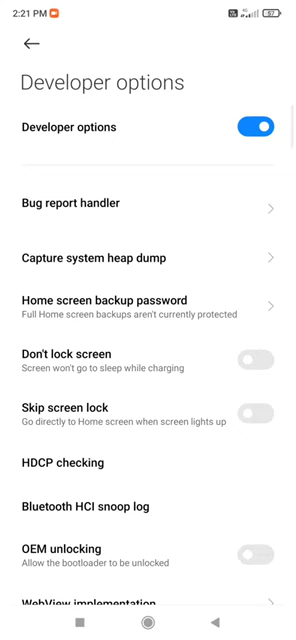 2:21 PM
4G
57
Developer options
Developer options
Bug report handler
Capture system heap dump
Home screen backup password
Full Home screen backups aren't currently protected
Don't lock screen
Screen won't go to sleep while charging
Skip screen lock
Go directly to Home screen when screen lights up
HDCP checking
Bluetooth HCI snoop log
OEM unlocking
Allow the bootloader to be unlocked
WebView implementation